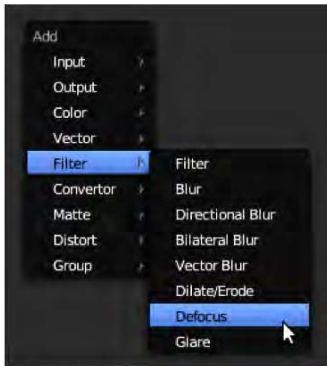 Add
Input
Output
Color
Vector
Filter
Convertor
Matte
Distort
Group
Filter
Blur
Directional Blur
Bilateral Blur
Vector Blur
Dilate/Erode
Defocus
Glare